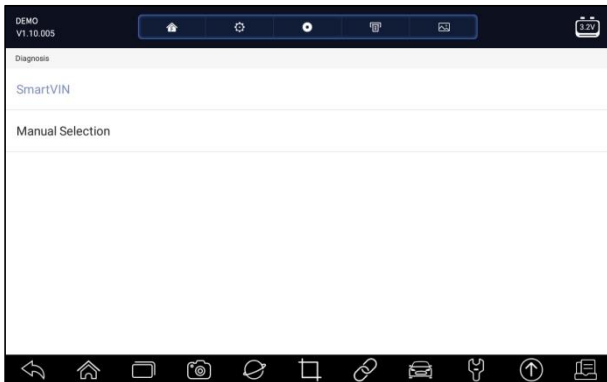 DEMO
V1.10.005
3.2V
Diagnosis
SmartVIN
Manual Selection